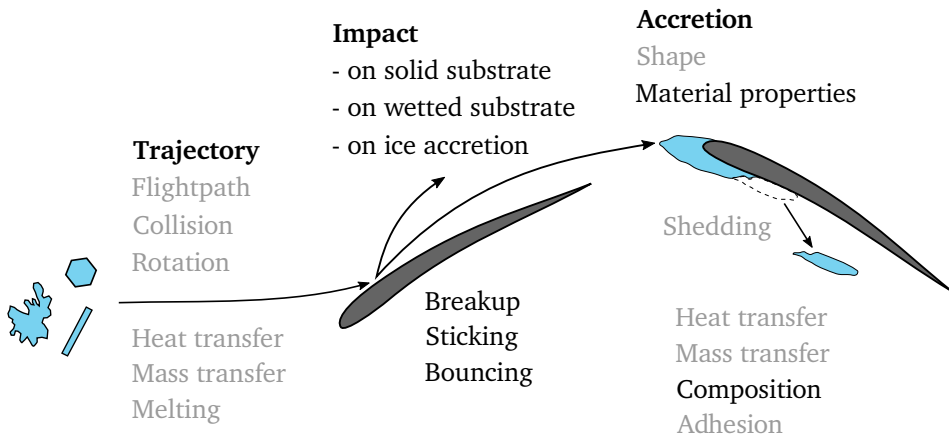 Trajectory
Flightpath
Collision
Rotation
Heat transfer
Mass transfer
Melting
Impact
- on solid substrate
- on wetted substrate
- on ice accretion
Breakup
Sticking
Bouncing
Accretion
Shape
Material properties
Shedding
Heat transfer
Mass transfer
Composition
Adhesion